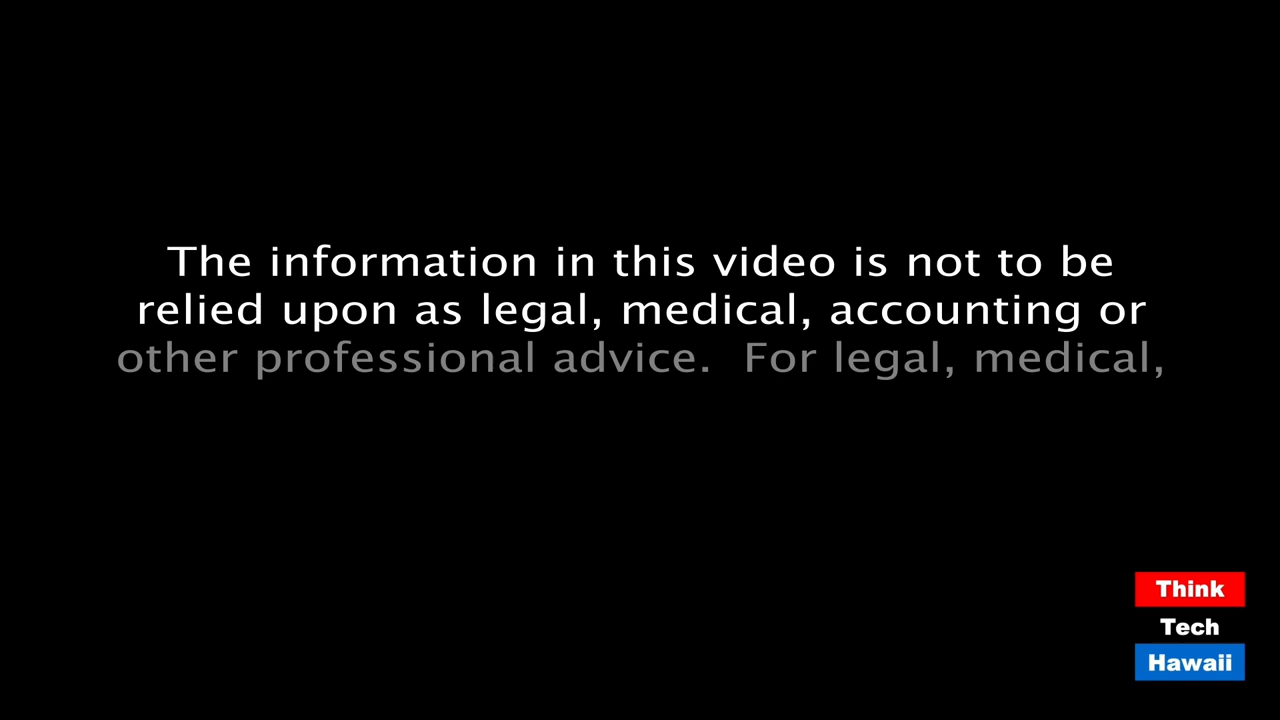 The information in this video is not to be
relied upon as legal, medical, accounting or
other professional advice.  For legal, medical,
Think
Tech
Hawaii